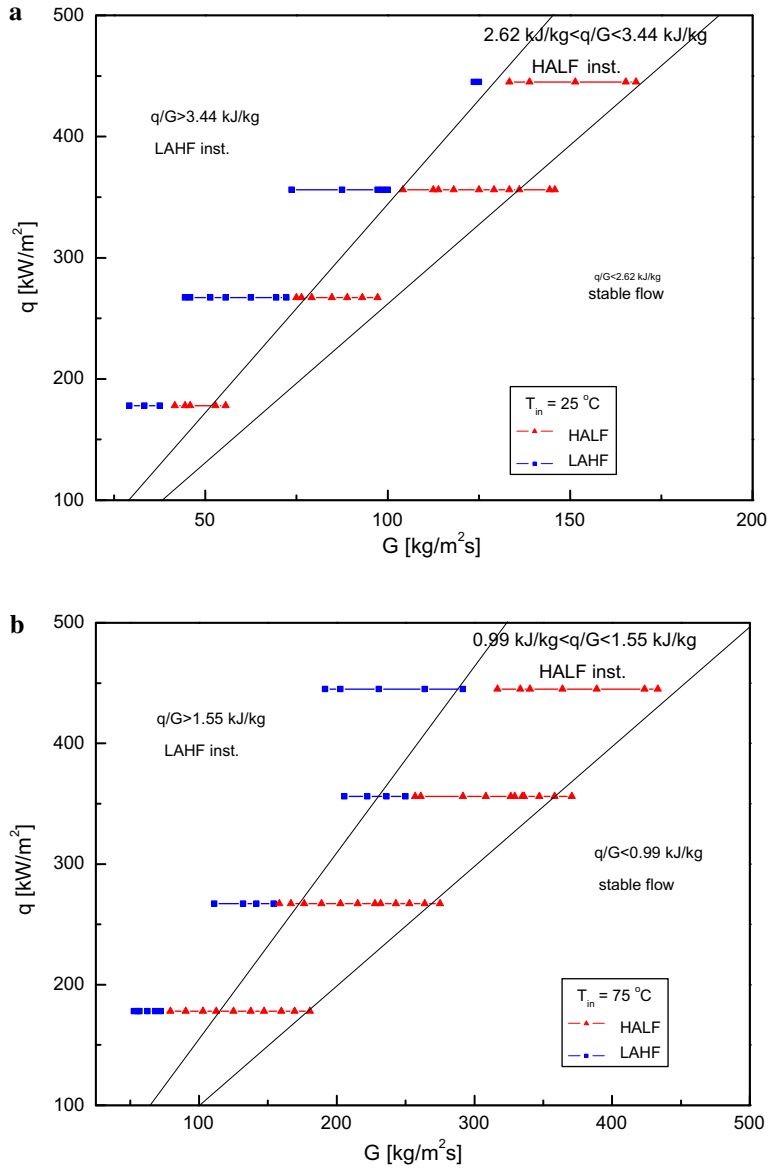 a
500
2.62 kJ/kg<q/G<3.44 kJ/kg
HALF inst.
q/G>3.44 kJ/kg
LAHF inst.
400
q [kW/m²]
300
q/G<2.62 kJ/kg
stable flow
200
T_in = 25 °C
HALF
LAHF
100
50 100 150 200
G [kg/m²s]
b
500
0.99 kJ/kg<q/G<1.55 kJ/kg
HALF inst.
q/G>1.55 kJ/kg
LAHF inst.
400
q [kW/m²]
300
q/G<0.99 kJ/kg
stable flow
200
T_in = 75 °C
HALF
LAHF
100
100 200 300 400 500
G [kg/m²s]